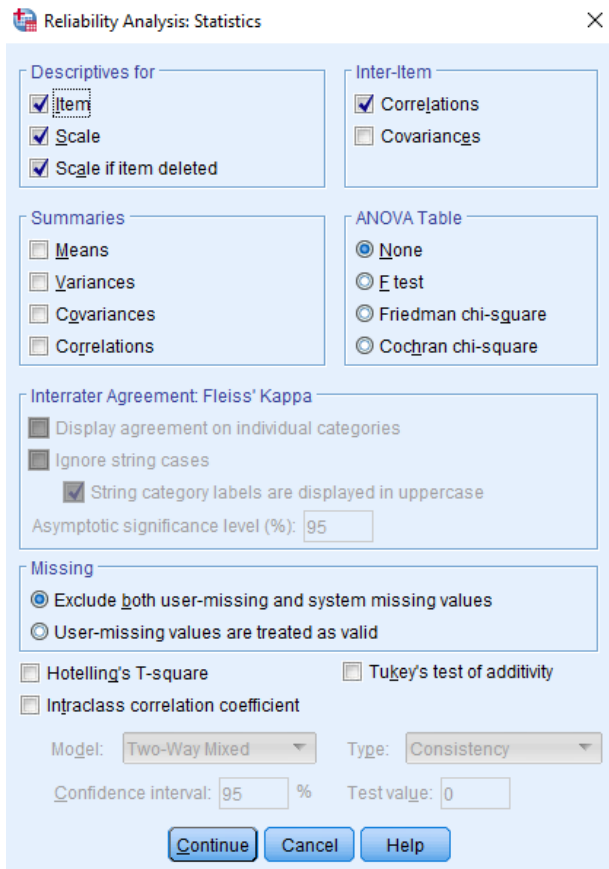 Reliability Analysis: Statistics
Descriptives for
Item
Scale
Scale if item deleted
Inter-Item
Correlations
Covariances
Summaries
Means
Variances
Covariances
Correlations
ANOVA Table
None
F test
Friedman chi-square
Cochran chi-square
Interrater Agreement: Fleiss' Kappa
Display agreement on individual categories
Ignore string cases
String category labels are displayed in uppercase
Asymptotic significance level (%): 95
Missing
Exclude both user-missing and system missing values
User-missing values are treated as valid
Hotelling's T-square
Tukey's test of additivity
Intraclass correlation coefficient
Model: Two-Way Mixed Type: Consistency
Confidence interval: 95 % Test value: 0
Continue Cancel Help